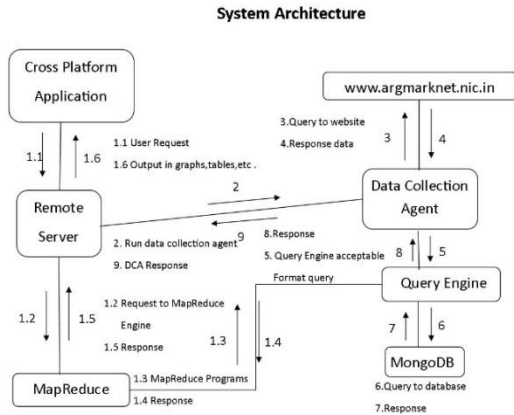 System Architecture
Cross Platform
Application
www.argmarknet.nic.in
1.1
1.6
1.1 User Request
1.6 Output in graphs,tables,etc .
3.Query to website
4.Response data
3
4
Remote
Server
2
9
Data Collection
Agent
2. Run data collection agent
9. DCA Response
8.Response
5. Query Engine acceptable
Format query
8
5
Query Engine
1.2
1.5
1.2 Request to MapReduce
Engine
1.5 Response
1.3
1.4
7
6
MapReduce
1.3 MapReduce Programs
1.4 Response
MongoDB
6.Query to database
7.Response